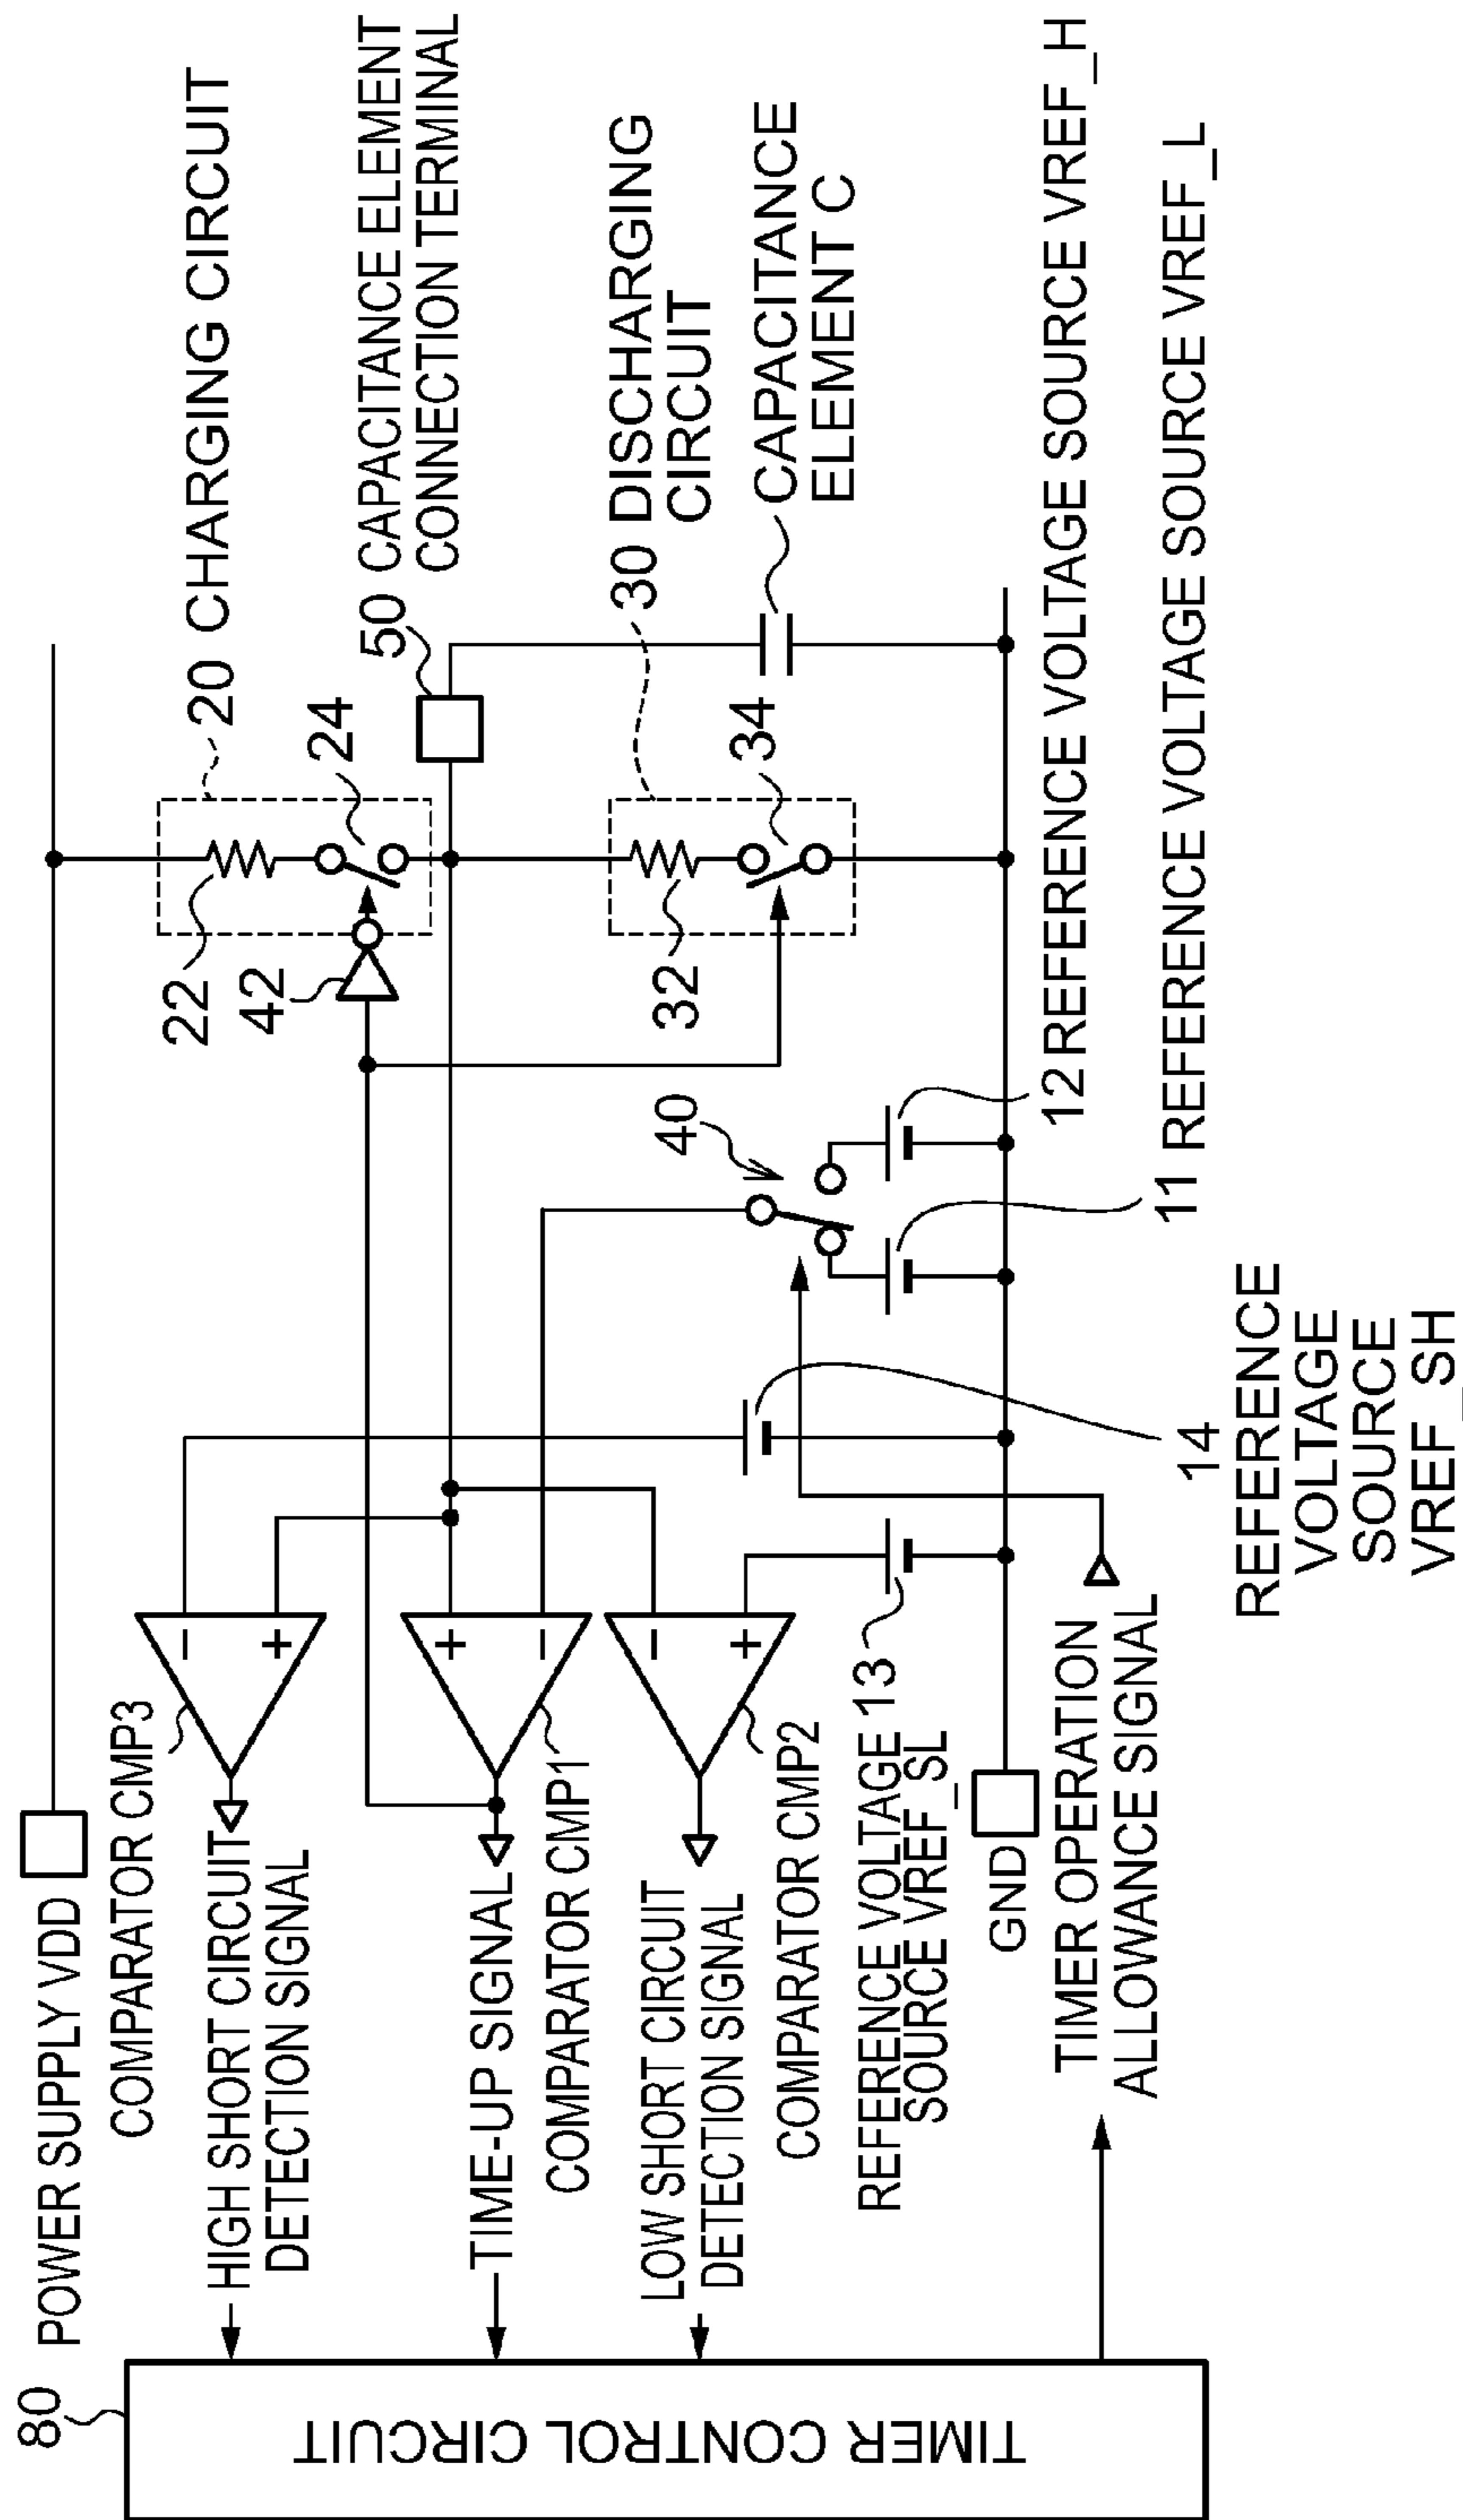 80
TIMER CONTROL CIRCUIT
POWER SUPPLY VDD
COMPARATOR CMP3
HIGH SHORT CIRCUIT
DETECTION SIGNAL
TIME-UP SIGNAL
COMPARATOR CMP1
LOW SHORT CIRCUIT
DETECTION SIGNAL
COMPARATOR CMP2
REFERENCE VOLTAGE 13
SOURCE VREF_SL
GND
TIMER OPERATION
ALLOWANCE SIGNAL
−
+
+
−
−
+
14
REFERENCE
VOLTAGE
SOURCE
VREF_SH
22
42
32
40
20 CHARGING CIRCUIT
24
50 CAPACITANCE ELEMENT
CONNECTION TERMINAL
30 DISCHARGING
CIRCUIT
34
CAPACITANCE
ELEMENT C
12 REFERENCE VOLTAGE SOURCE VREF_H
11 REFERENCE VOLTAGE SOURCE VREF_L